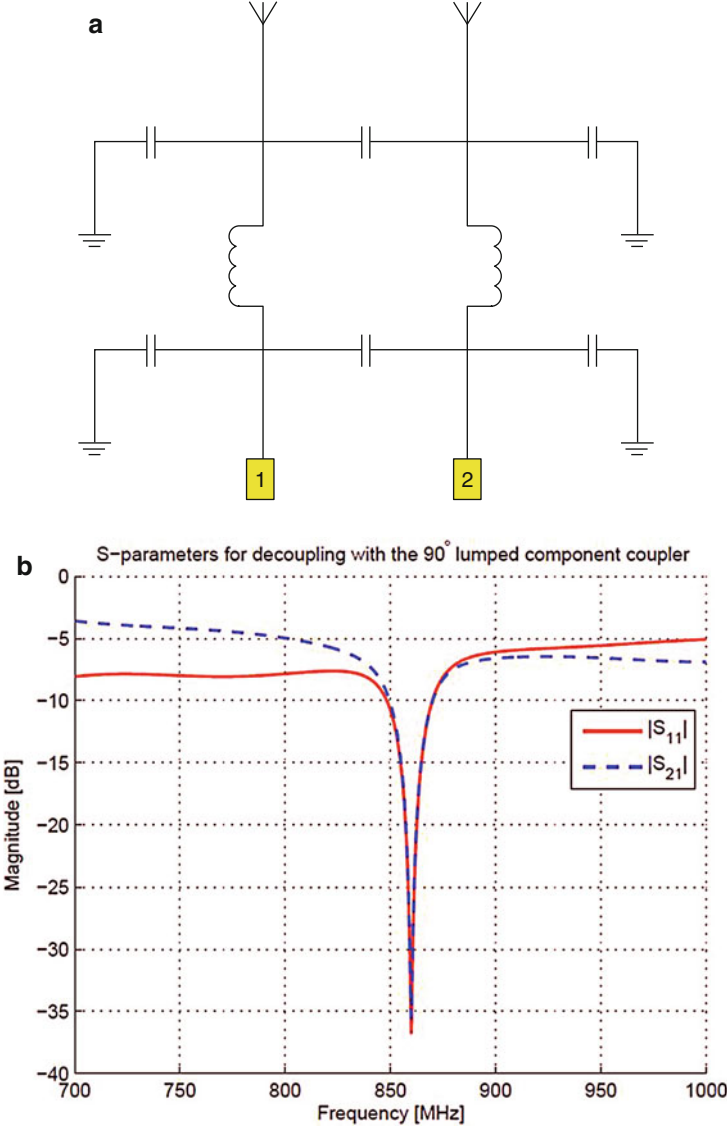 a
1
2
b
S−parameters for decoupling with the 90° lumped component coupler
Magnitude [dB]
0
−5
−10
−15
−20
−25
−30
−35
−40
|S11|
|S21|
700
750
800
850
900
950
1000
Frequency [MHz]